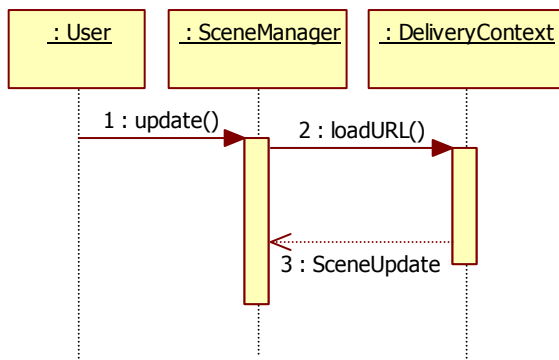 : User
: SceneManager
: DeliveryContext
1 : update()
2 : loadURL()
3 : SceneUpdate